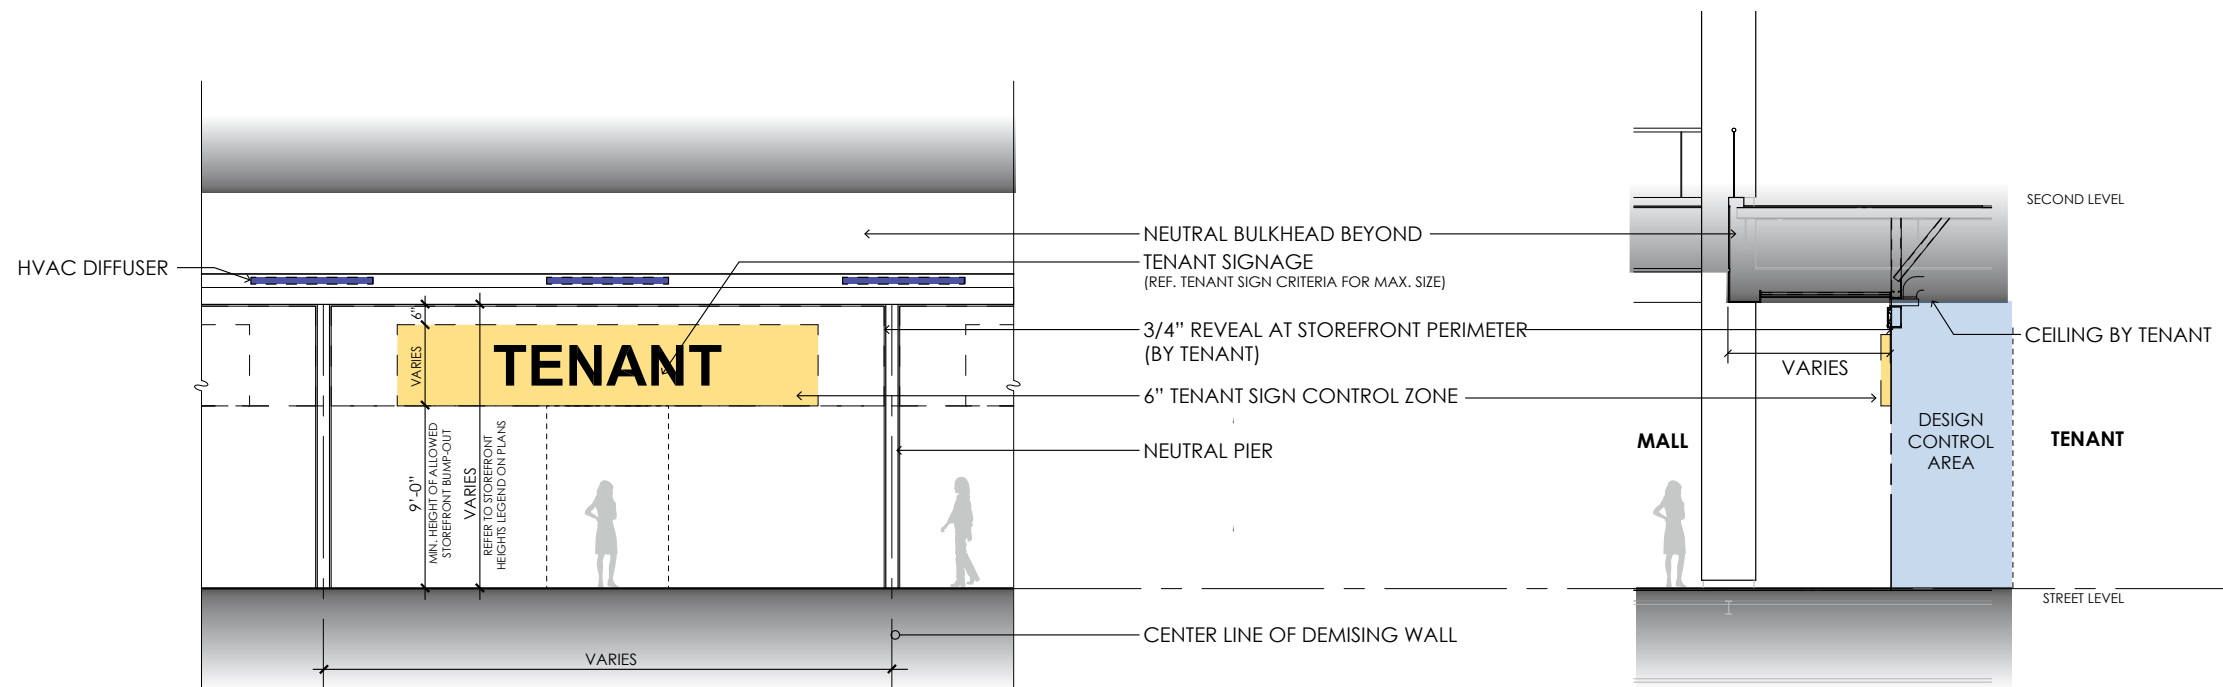 SECOND LEVEL
NEUTRAL BULKHEAD BEYOND
HVAC DIFFUSER
TENANT SIGNAGE
(REF. TENANT SIGN CRITERIA FOR MAX. SIZE)
6"
3/4” REVEAL AT STOREFRONT PERIMETER
(BY TENANT)
CEILING BY TENANT
VARIES
TENANT
VARIES
6” TENANT SIGN CONTROL ZONE
DESIGN
CONTROL
AREA
MALL
TENANT
NEUTRAL PIER
9’-0”
MIN. HEIGHT OF ALLOWED
STOREFRONT BUMP-OUT
VARIES
REFER TO STOREFRONT
HEIGHTS LEGEND ON PLANS
STREET LEVEL
CENTER LINE OF DEMISING WALL
VARIES